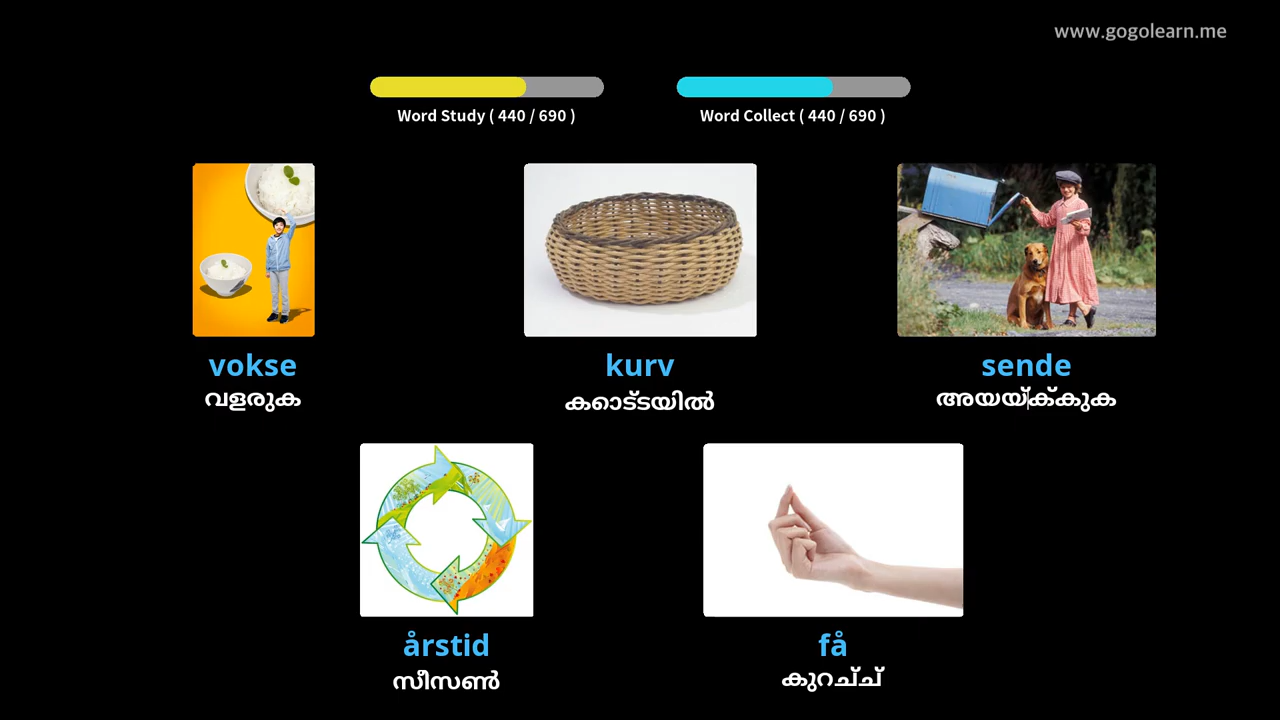 www.gogolearn.me
Word Study ( 440 / 690 )
Word Collect ( 440 / 690 )
vokse
വളരുക
kurv
കൊട്ടയിൽ
sende
അയയ്ക്കുക
årstid
സീസൺ
få
കുറച്ച്